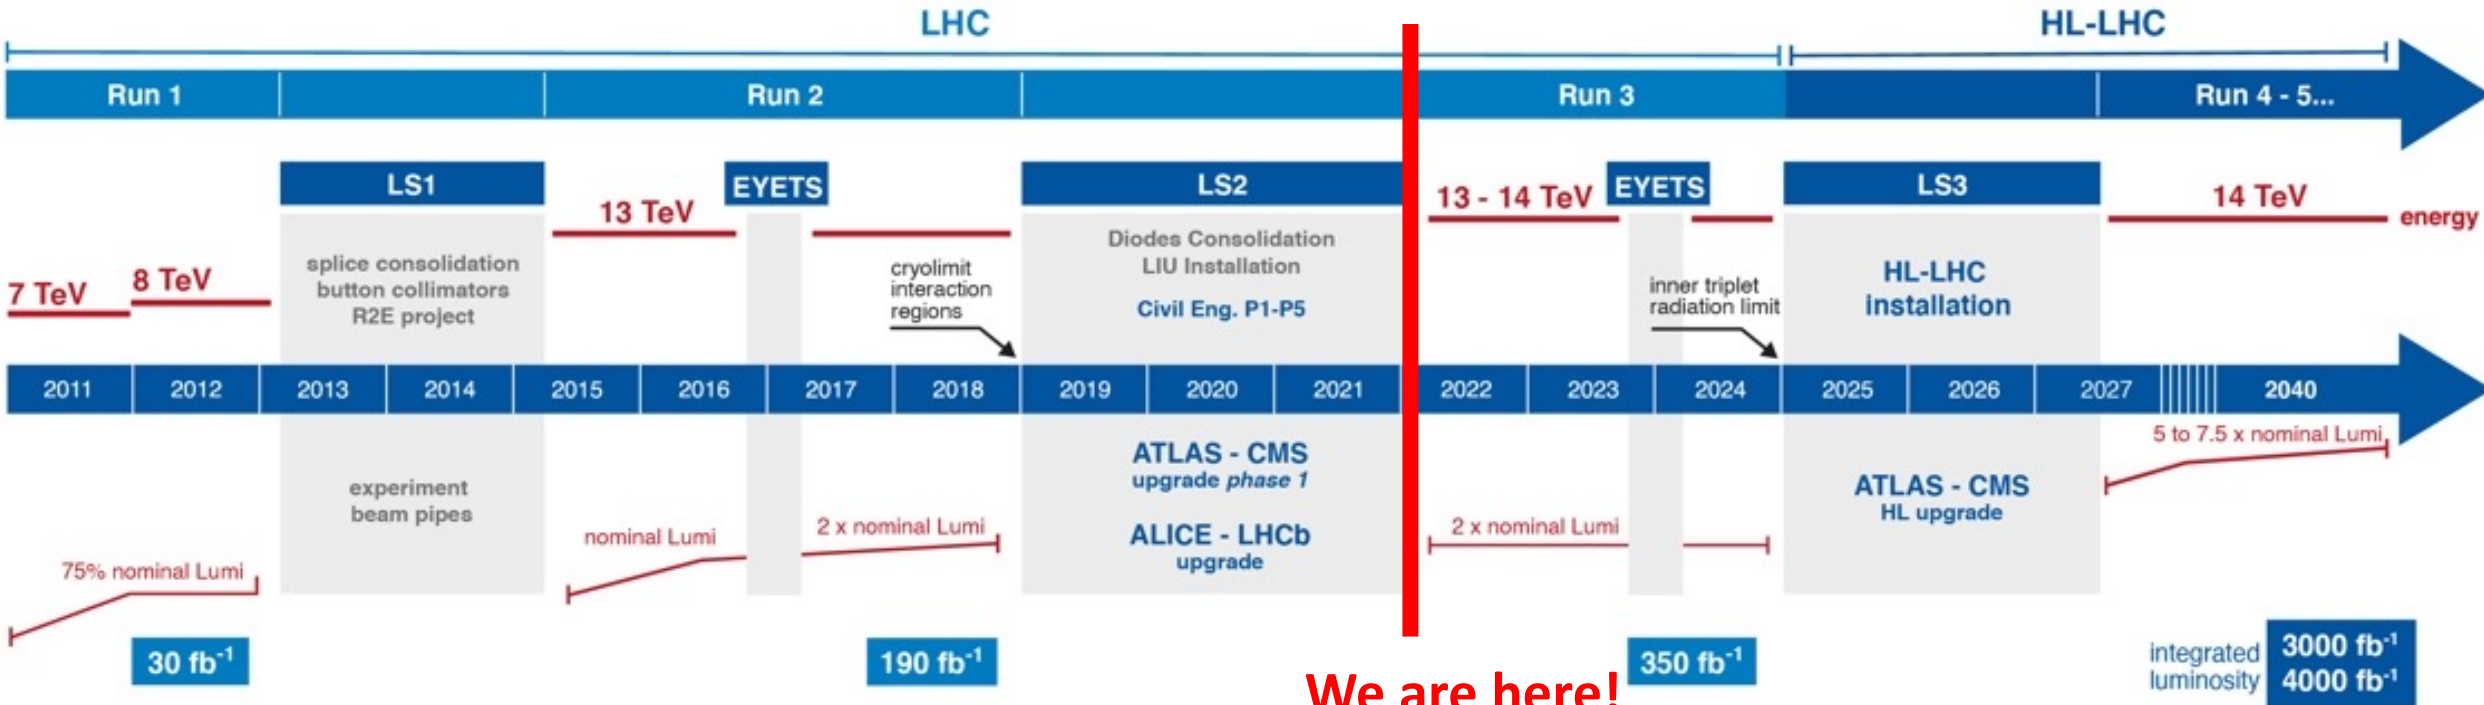 LHC
HL-LHC
Run 1
Run 2
Run 3
Run 4 - 5...
LS1
EYETS
LS2
EYETS
LS3
7 TeV
8 TeV
13 TeV
13 - 14 TeV
14 TeV
energy
splice consolidation
button collimators
R2E project
cryolimit
interaction
regions
Diodes Consolidation
LIU Installation
Civil Eng. P1-P5
inner triplet
radiation limit
HL-LHC
installation
2011
2012
2013
2014
2015
2016
2017
2018
2019
2020
2021
2022
2023
2024
2025
2026
2027
2040
75% nominal Lumi
experiment
beam pipes
nominal Lumi
2 x nominal Lumi
ATLAS - CMS
upgrade phase 1
ALICE - LHCb
upgrade
2 x nominal Lumi
ATLAS - CMS
HL upgrade
5 to 7.5 x nominal Lumi
30 fb⁻¹
190 fb⁻¹
We are here!
350 fb⁻¹
integrated
luminosity
3000 fb⁻¹
4000 fb⁻¹